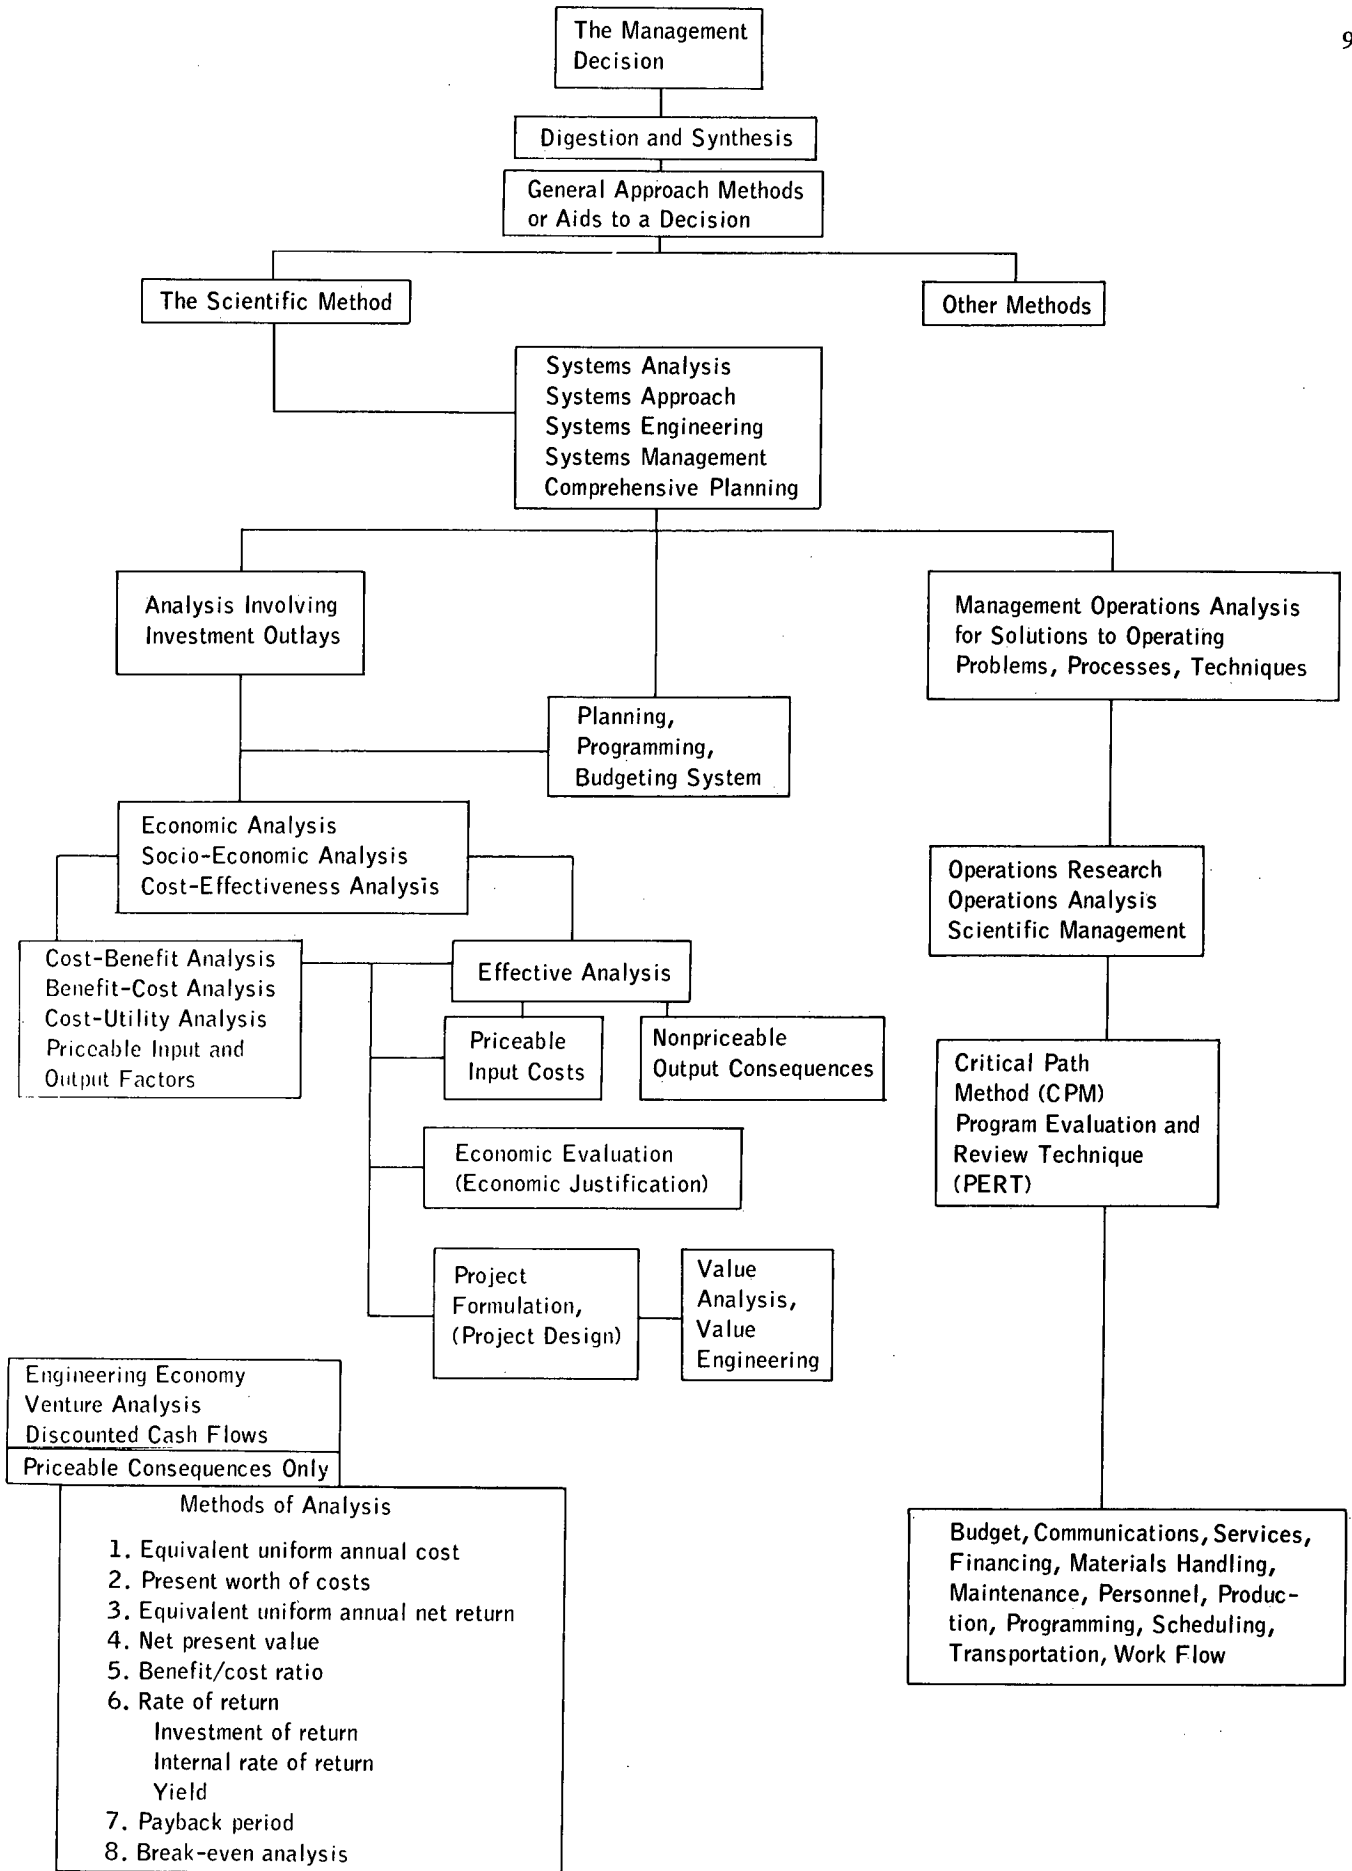 9
The Management
Decision
Digestion and Synthesis
General Approach Methods
or Aids to a Decision
The Scientific Method
Other Methods
Systems Analysis
Systems Approach
Systems Engineering
Systems Management
Comprehensive Planning
Analysis Involving
Investment Outlays
Management Operations Analysis
for Solutions to Operating
Problems, Processes, Techniques
Planning,
Programming,
Budgeting System
Economic Analysis
Socio-Economic Analysis
Cost-Effectiveness Analysis
Operations Research
Operations Analysis
Scientific Management
Cost-Benefit Analysis
Benefit-Cost Analysis
Cost-Utility Analysis
Priceable Input and
Output Factors
Effective Analysis
Priceable
Input Costs
Nonpriceable
Output Consequences
Critical Path
Method (CPM)
Program Evaluation and
Review Technique
(PERT)
Economic Evaluation
(Economic Justification)
Project
Formulation,
(Project Design)
Value
Analysis,
Value
Engineering
Engineering Economy
Venture Analysis
Discounted Cash Flows
Priceable Consequences Only
Methods of Analysis
1. Equivalent uniform annual cost
2. Present worth of costs
3. Equivalent uniform annual net return
4. Net present value
5. Benefit/cost ratio
6. Rate of return
Investment of return
Internal rate of return
Yield
7. Payback period
8. Break-even analysis
Budget, Communications, Services,
Financing, Materials Handling,
Maintenance, Personnel, Produc-
tion, Programming, Scheduling,
Transportation, Work Flow